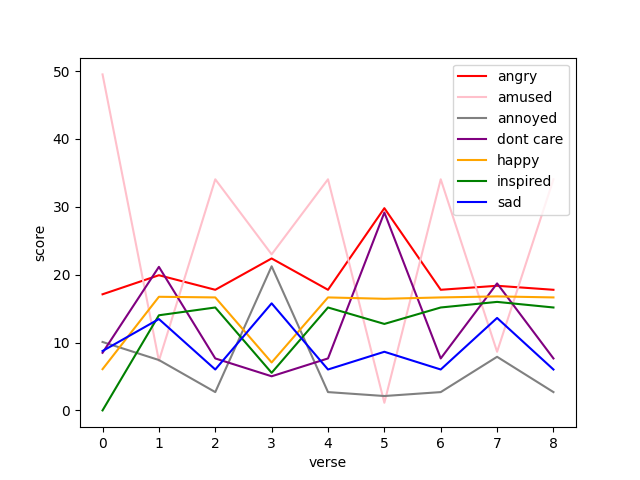 50
40
30
20
10
0
score
0 1 2 3 4 5 6 7 8
verse
angry
amused
annoyed
dont care
happy
inspired
sad